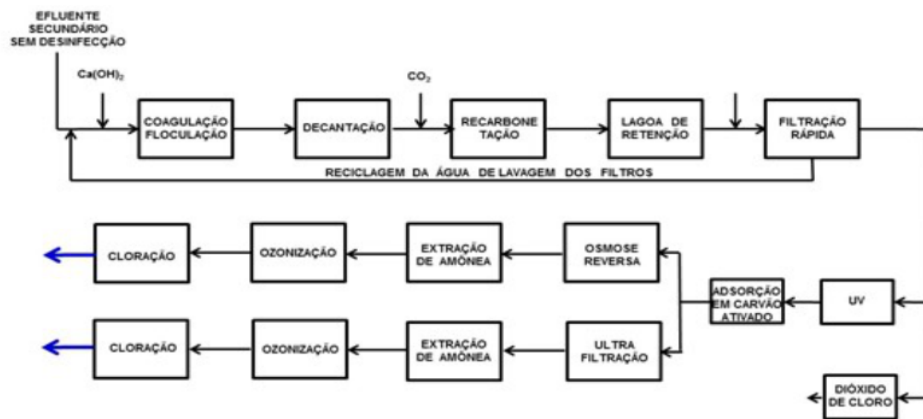 EFLUENTE
SECUNDÁRIO
SEM DESINFECÇÃO
Ca(OH)₂
CO₂
COAGULAÇÃO
FLOCULAÇÃO
DECANTAÇÃO
RECARBONE
TAÇÃO
LAGOA DE
RETENÇÃO
FILTRAÇÃO
RÁPIDA
RECICLAGEM DA ÁGUA DE LAVAGEM DOS FILTROS
CLORAÇÃO
OZONIZAÇÃO
EXTRAÇÃO
DE AMÔNEA
OSMOSE
REVERSA
ADSORÇÃO
EM CARVÃO
ATIVADO
UV
CLORAÇÃO
OZONIZAÇÃO
EXTRAÇÃO
DE AMÔNEA
ULTRA
FILTRAÇÃO
DIÓXIDO
DE CLORO